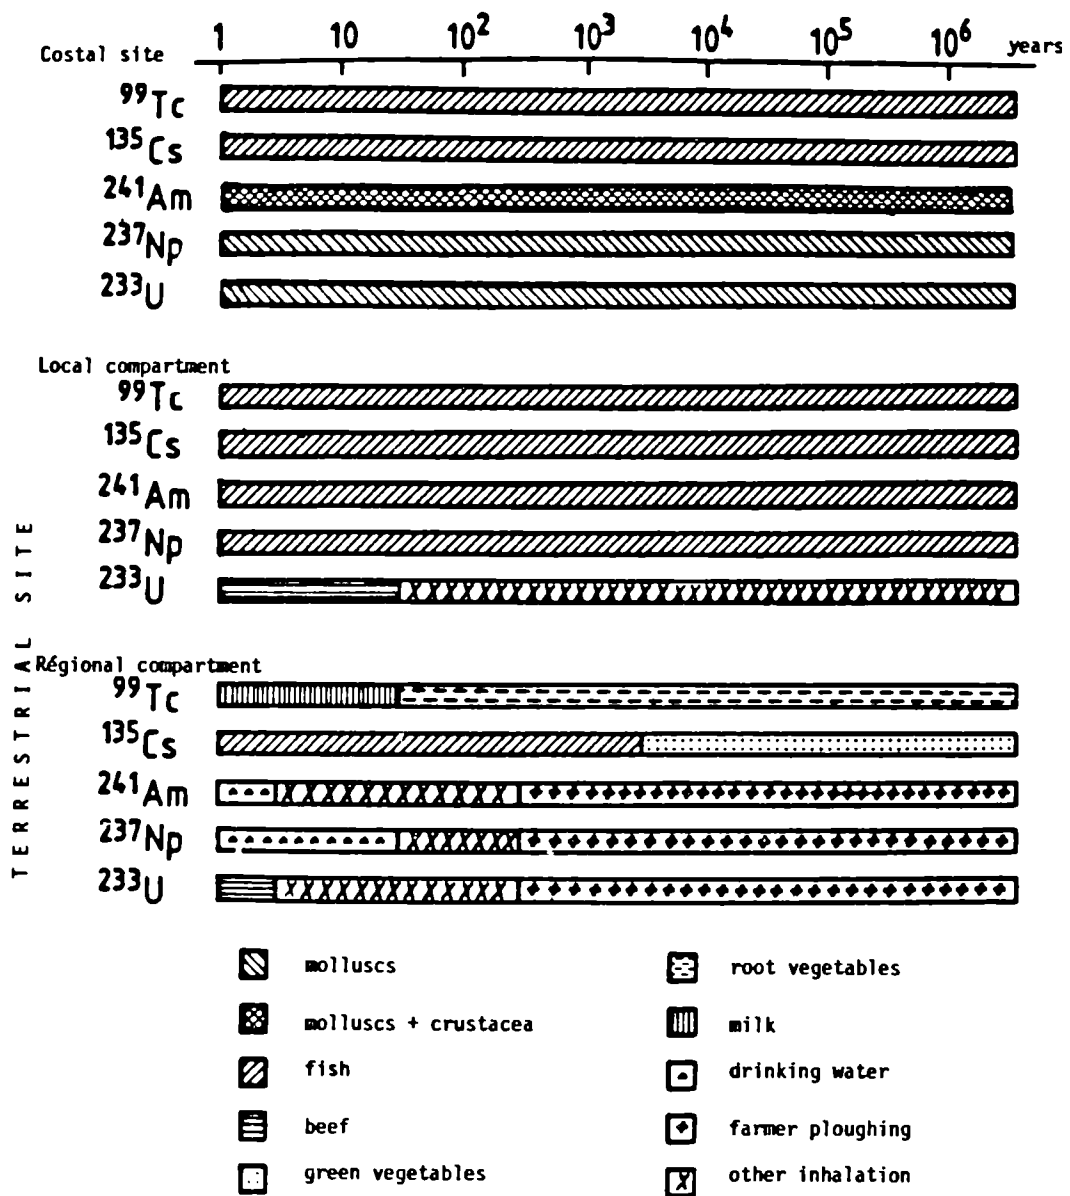 1 10 10² 10³ 10⁴ 10⁵ 10⁶ years
Costal site
⁹⁹Tc
¹³⁵Cs
²⁴¹Am
²³⁷Np
²³³U
Local compartment
⁹⁹Tc
¹³⁵Cs
²⁴¹Am
²³⁷Np
²³³U
TERRESTRIAL SITE
Régional compartment
⁹⁹Tc
¹³⁵Cs
²⁴¹Am
²³⁷Np
²³³U
molluscs
molluscs + crustacea
fish
beef
green vegetables
root vegetables
milk
drinking water
farmer ploughing
other inhalation